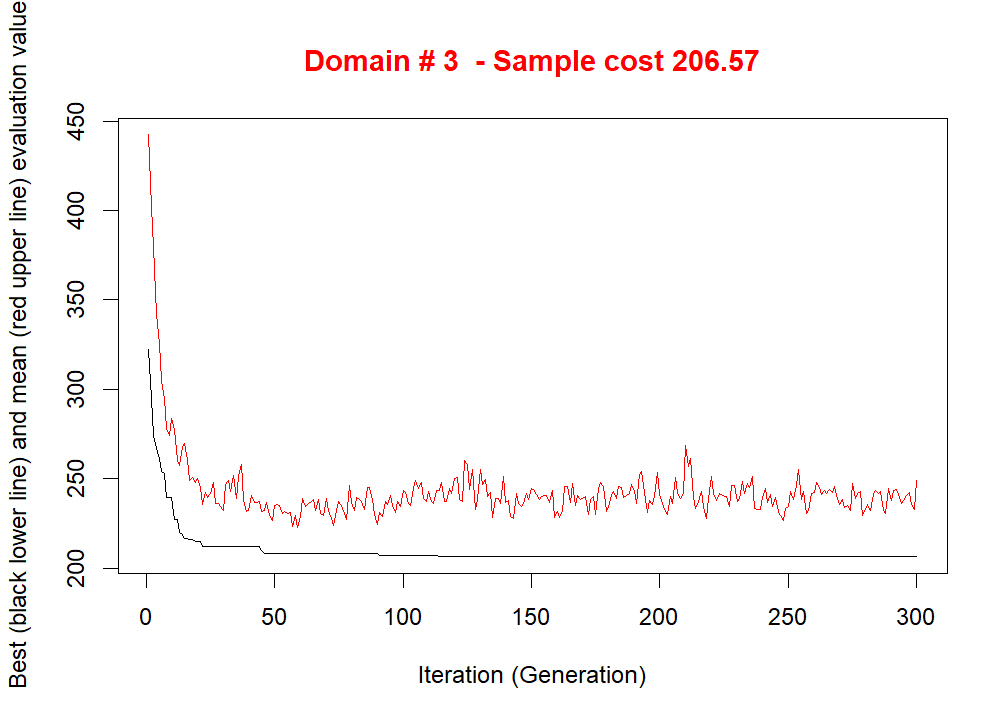 Domain # 3  - Sample cost 206.57
Best (black lower line) and mean (red upper line) evaluation value
450
400
350
300
250
200
0 50 100 150 200 250 300
Iteration (Generation)